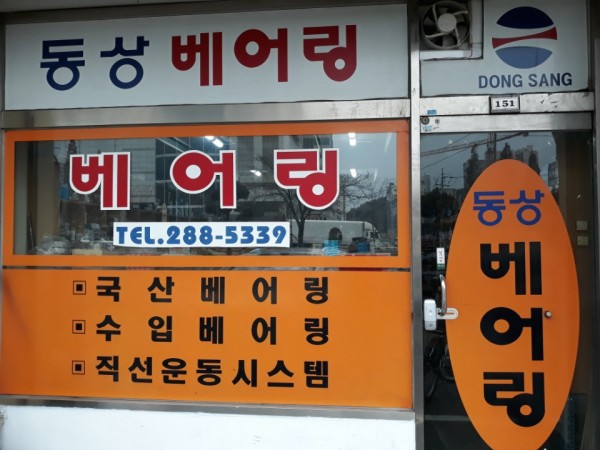 동상 베어링
DONG SANG
151
베어링
TEL.288-5339
국산베어링
수입베어링
직선운동시스템
동상
베어링